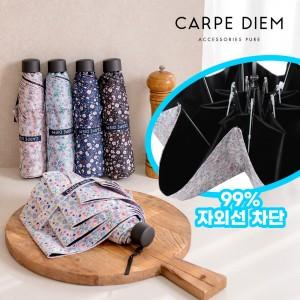 CARPE DIEM
ACCESSORIES PURE
99%
자외선 차단